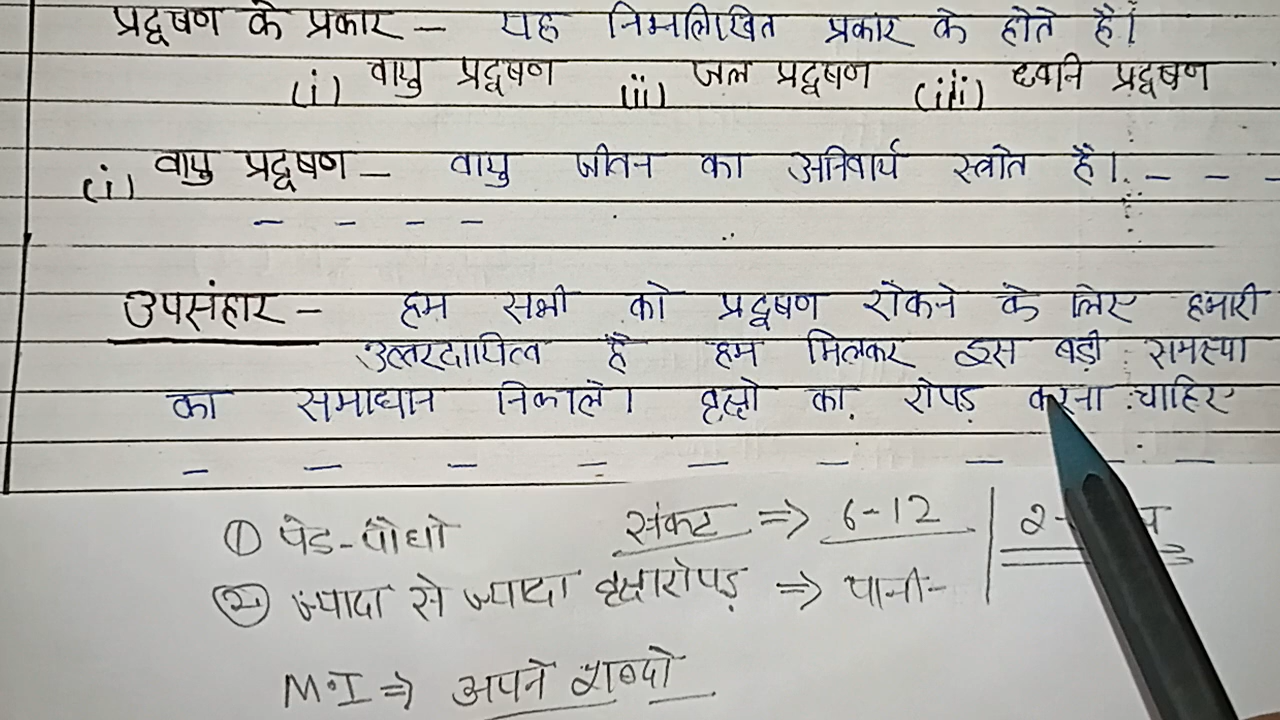 प्रदूषण के प्रकार – यह निम्नलिखित प्रकार के होते है।
(i) वायु प्रदूषण (ii) जल प्रदूषण (iii) ध्वनि प्रदूषण
(i) वायु प्रदूषण – वायु जीवन का अनिवार्य स्त्रोत है। – – –
– – – –
उपसंहार – हम सभी को प्रदूषण रोकने के लिए हमारी
उत्तरदायित्व है हम मिलकर इस बड़ी समस्या
का समाधान निकाले। वृक्षो का रोपड़ करना चाहिए
– – – – – – – –
① पेड-पौधो संकट ⇒ 6-12
② ज्यादा से ज्यादा वृक्षारोपड़ ⇒ पानी-
M.I ⇒ अपने शब्दो